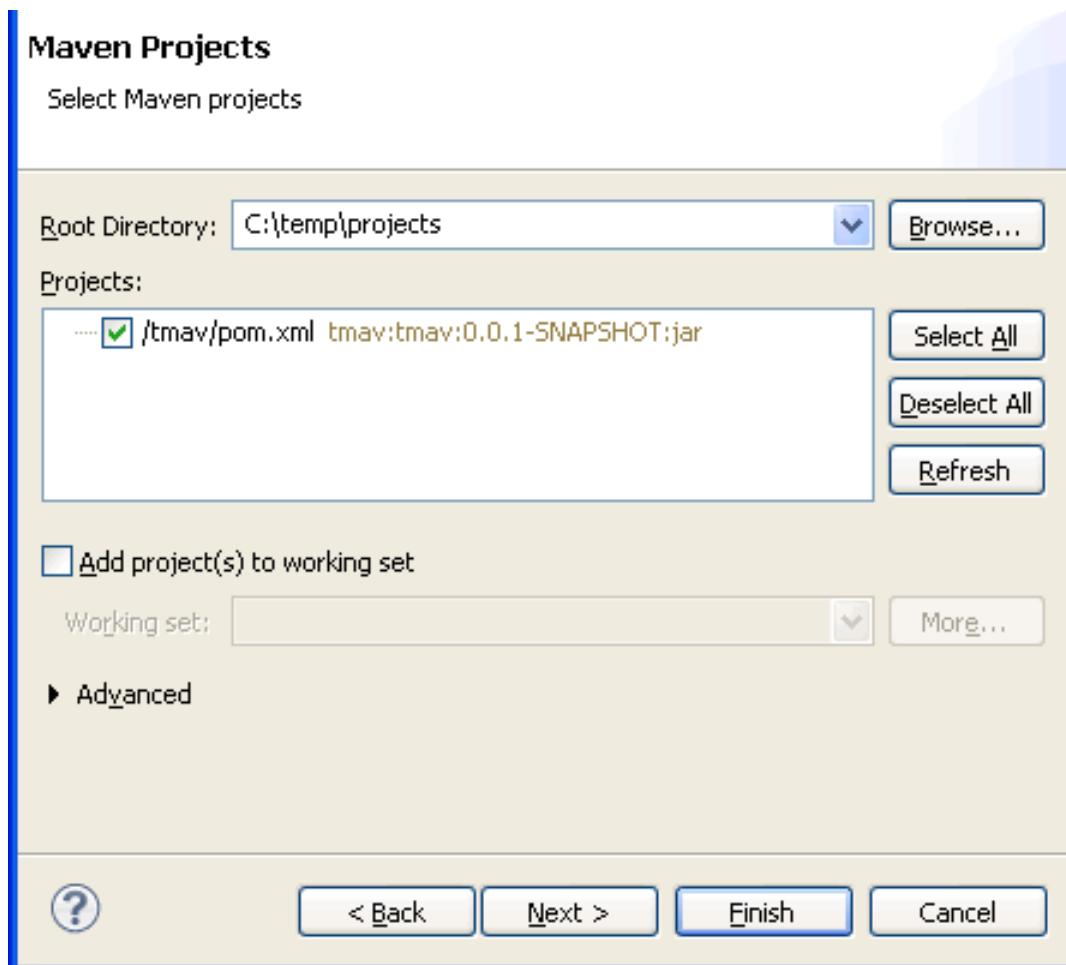 Maven Projects
Select Maven projects
Root Directory: C:\temp\projects Browse...
Projects:
/tmav/pom.xml tmav:tmav:0.0.1-SNAPSHOT:jar
Select All
Deselect All
Refresh
Add project(s) to working set
Working set: More...
Advanced
? < Back Next > Finish Cancel